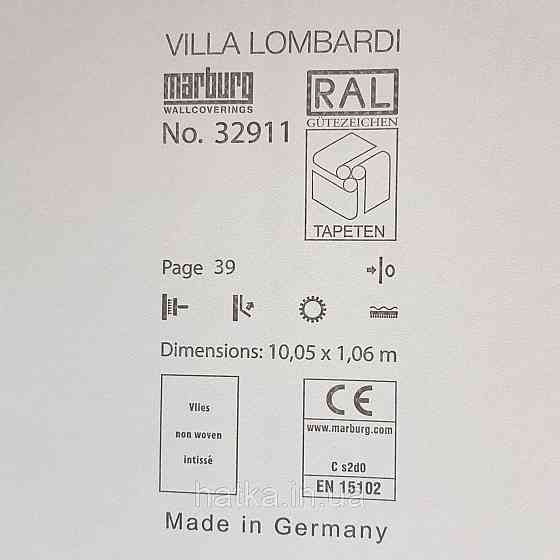 VILLA LOMBARDI
marburg
WALLCOVERINGS
RAL
GÜTEZEICHEN
No. 32911
TAPETEN
Page 39
Dimensions: 10,05 x 1,06 m
Vlies
non woven
intissé
CE
www.marburg.com
C s2d0
EN 15102
hatka.in.ua
Made in Germany